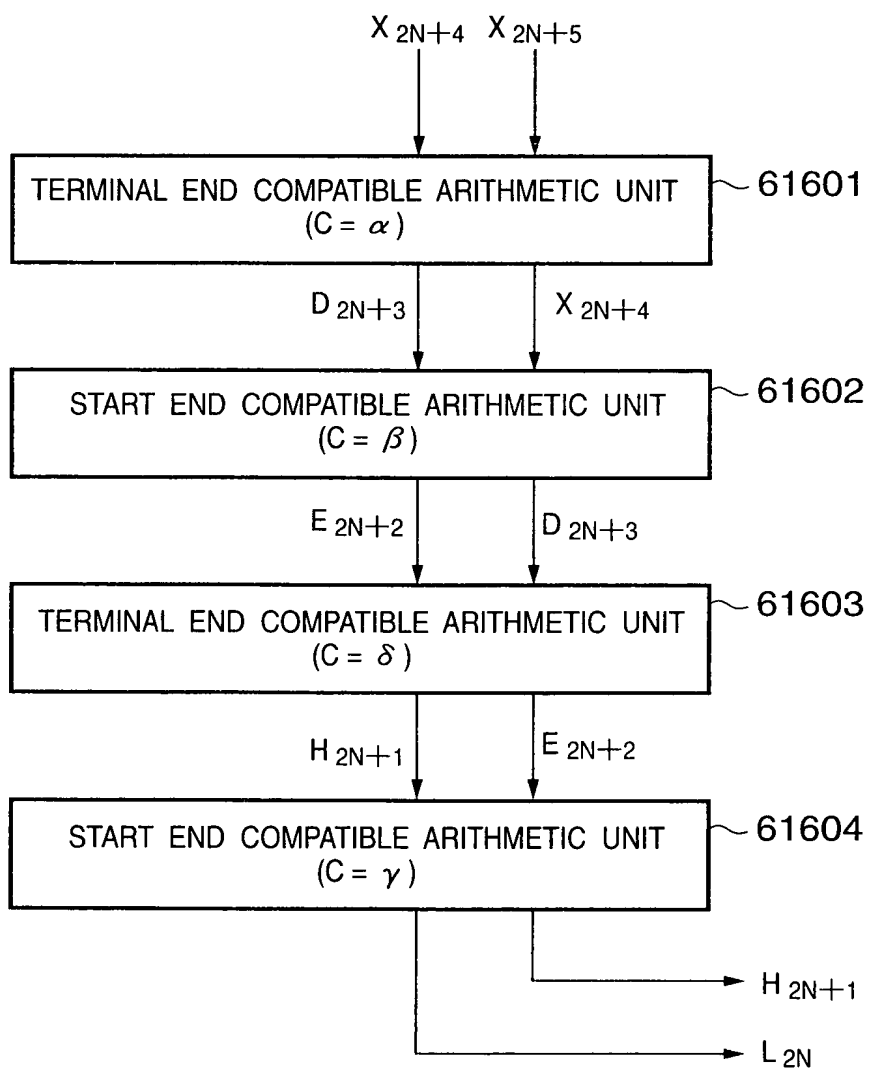 X 2N+4 X 2N+5
TERMINAL END COMPATIBLE ARITHMETIC UNIT 61601
(C = α)
D 2N+3 X 2N+4
START END COMPATIBLE ARITHMETIC UNIT 61602
(C = β)
E 2N+2 D 2N+3
TERMINAL END COMPATIBLE ARITHMETIC UNIT 61603
(C = δ)
H 2N+1 E 2N+2
START END COMPATIBLE ARITHMETIC UNIT 61604
(C = γ)
H 2N+1
L 2N